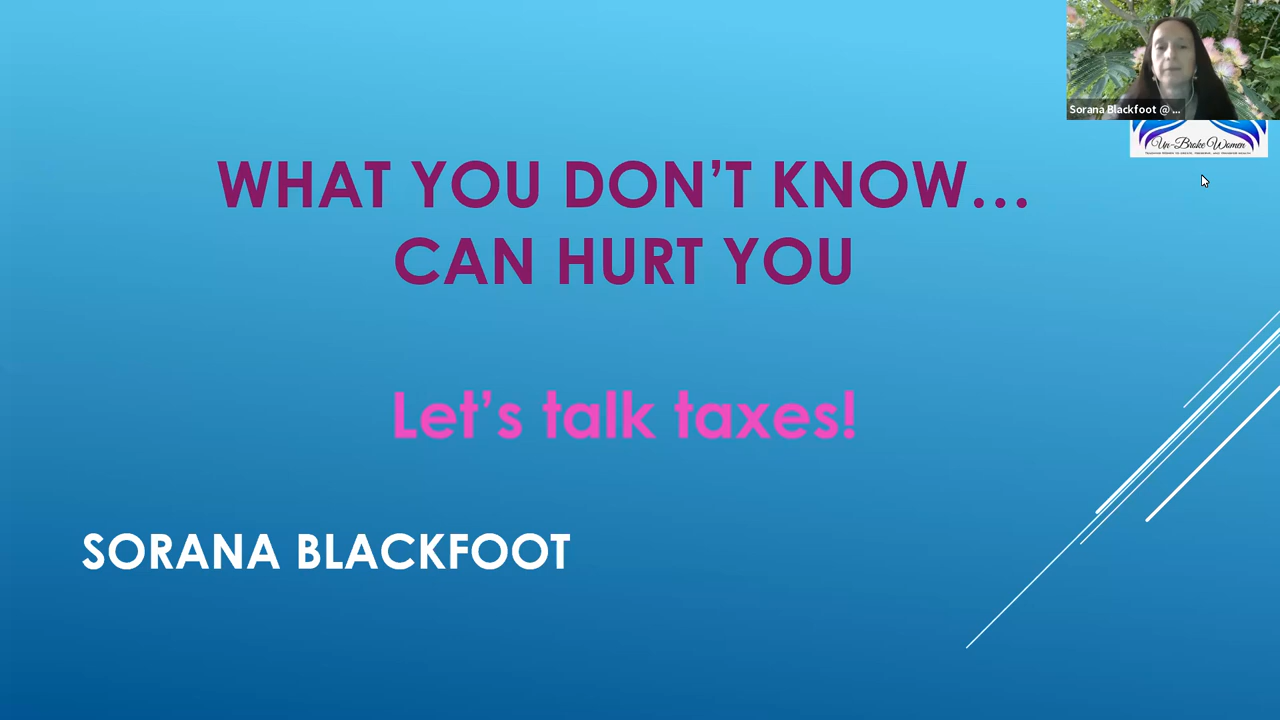 Sorana Blackfoot @ ...
Un-Broke Women
WHAT YOU DON'T KNOW...
CAN HURT YOU
Let's talk taxes!
SORANA BLACKFOOT